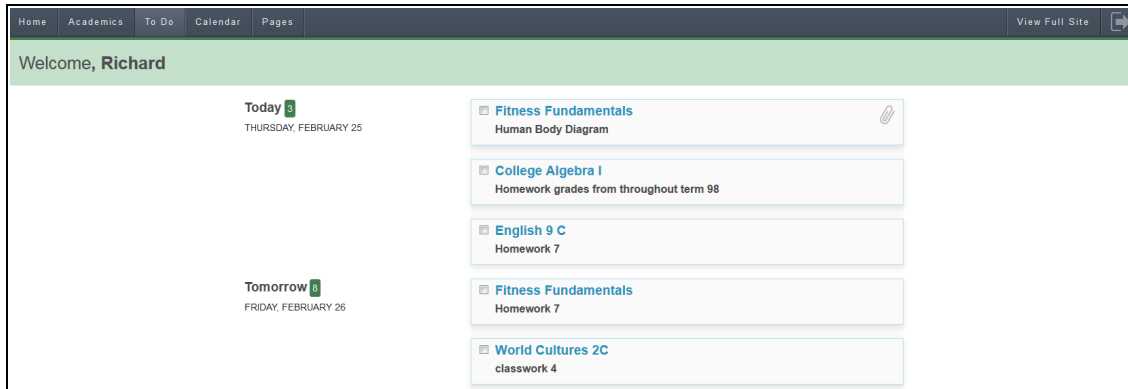 Home Academics To Do Calendar Pages View Full Site
Welcome, Richard
Today 3
THURSDAY, FEBRUARY 25
Fitness Fundamentals
Human Body Diagram
College Algebra I
Homework grades from throughout term 98
English 9 C
Homework 7
Tomorrow 8
FRIDAY, FEBRUARY 26
Fitness Fundamentals
Homework 7
World Cultures 2C
classwork 4